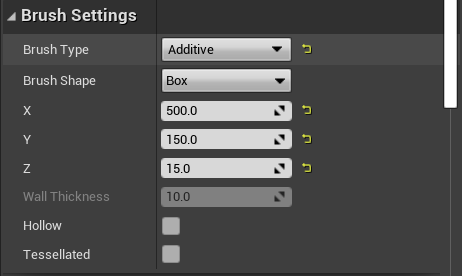 Brush Settings
Brush Type Additive
Brush Shape Box
X 500.0
Y 150.0
Z 15.0
Wall Thickness 10.0
Hollow
Tessellated